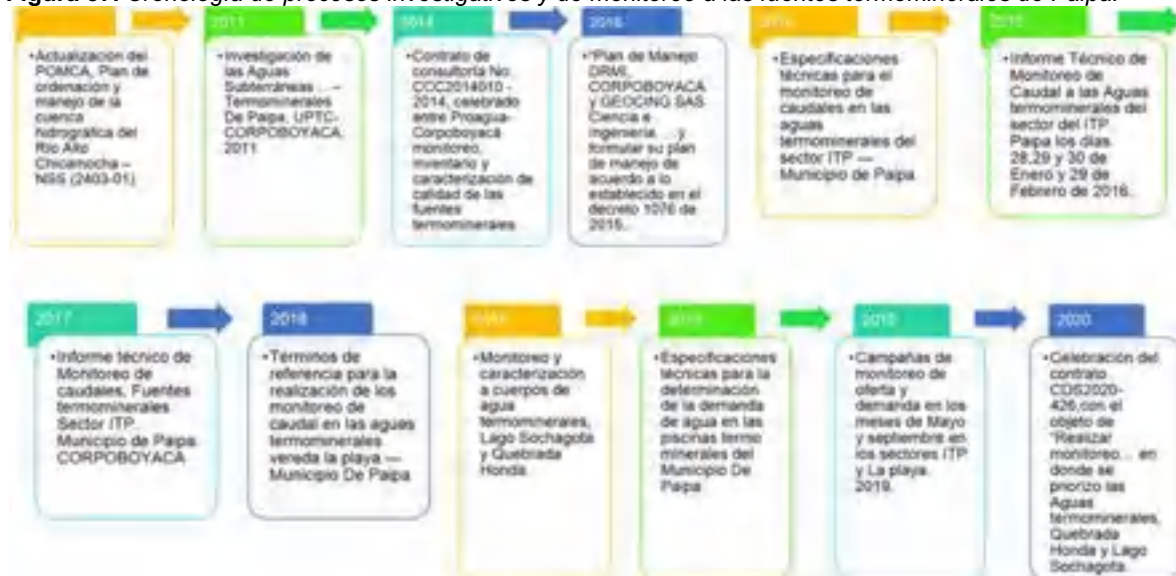 Cronología de procesos investigativos y de monitoreo a las fuentes termominerales de Paipa.
•Actualización del
POMCA, Plan de
ordenación y
manejo de la
cuenca
hidrográfica del
Río Alto
Chicamocha –
NSS (2403-01)
2011
•Investigación de
las Aguas
Subterráneas ... –
Termominerales
De Paipa, UPTC-
CORPOBOYACA,
2011
2014
•Contrato de
consultoría No.
CCC2014010 -
2014, celebrado
entre Proagua-
Corpoboyacá
monitoreo,
inventario y
caracterización de
calidad de las
fuentes
termominerales
•"Plan de Manejo
DRMI,
CORPOBOYACÁ
y GEOCING SAS
Ciencia e
Ingeniería... y
formular su plan
de manejo de
acuerdo a lo
establecido en el
decreto 1076 de
2015..
•Especificaciones
técnicas para el
monitoreo de
caudales en las
aguas
termominerales del
sector ITP —
Municipio de Paipa
•Informe Técnico de
Monitoreo de
Caudal a las Aguas
termominerales del
sector del ITP
Paipa los días
28,29 y 30 de
Enero y 29 de
Febrero de 2016.
2017
•Informe técnico de
Monitoreo de
caudales, Fuentes
termominerales
Sector ITP.
Municipio de Paipa.
CORPOBOYACA
2018
•Términos de
referencia para la
realización de los
monitoreo de
caudal en las aguas
termominerales
vereda la playa —
Municipio De Paipa
•Monitoreo y
caracterización
a cuerpos de
agua
termominerales,
Lago Sochagota
y Quebrada
Honda.
•Especificaciones
técnicas para la
determinación
de la demanda
de agua en las
piscinas termo
minerales del
Municipio De
Paipa
2019
•Campañas de
monitoreo de
oferta y
demanda en los
meses de Mayo
y septiembre en
los sectores ITP
y La playa.
2019.
2020
•Celebración del
contrato
CDS2020-
426,con el
objeto de
"Realizar
monitoreo... en
donde se
priorizo las
Aguas
termominerales,
Quebrada
Honda y Lago
Sochagota.